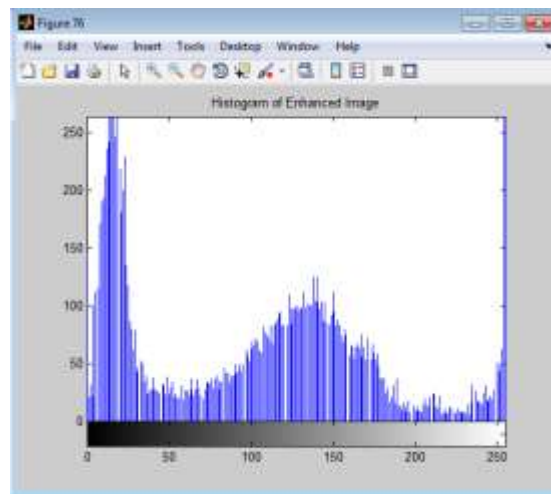 Figure 76
File Edit View Insert Tools Desktop Window Help
Histogram of Enhanced Image
250
200
150
100
50
0
0 50 100 150 200 250